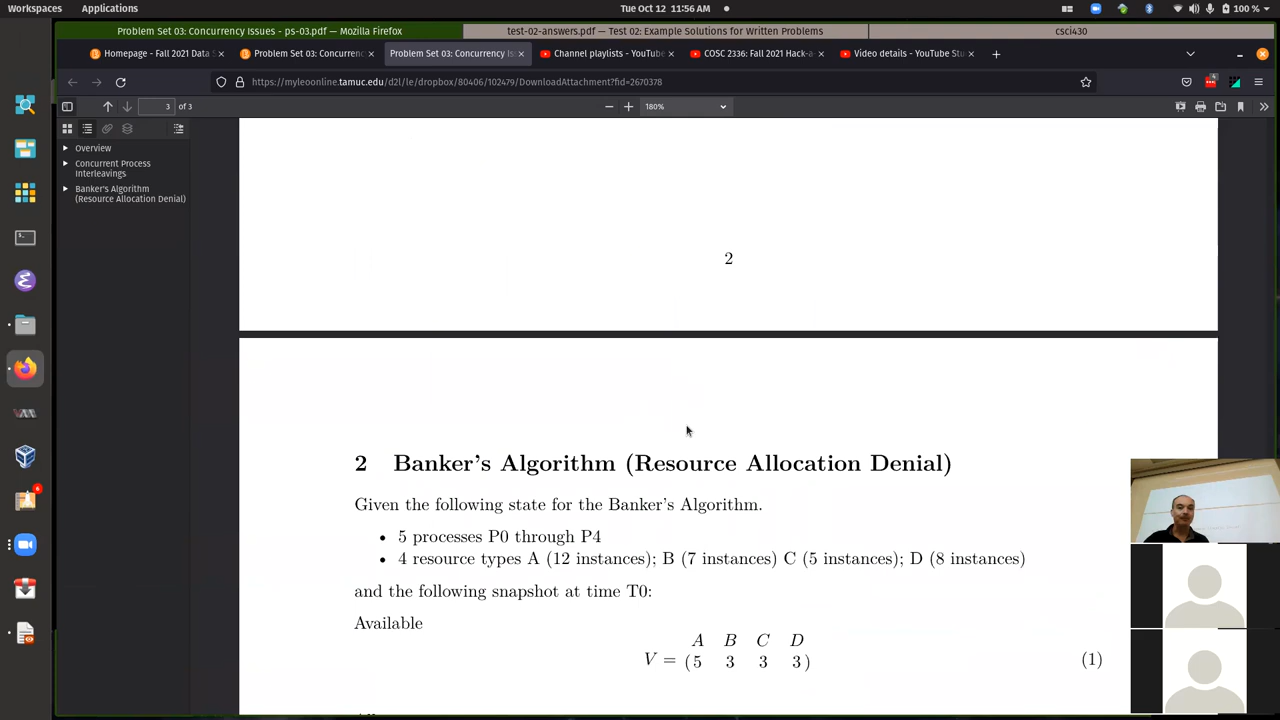 Workspaces
Applications
Tue Oct 12 11:56 AM
100 %
Problem Set 03: Concurrency Issues - ps-03.pdf — Mozilla Firefox
test-02-answers.pdf — Test 02: Example Solutions for Written Problems
csci430
Homepage - Fall 2021 Data S
Problem Set 03: Concurrenc
Problem Set 03: Concurrency Is
Channel playlists - YouTube
COSC 2336: Fall 2021 Hack-a
Video details - YouTube Stu
https://myleoonline.tamuc.edu/d2l/le/dropbox/80406/102479/DownloadAttachment?fid=2670378
3 of 3
180%
Overview
Concurrent Process
Interleavings
Banker's Algorithm
(Resource Allocation Denial)
2
2 Banker's Algorithm (Resource Allocation Denial)
Given the following state for the Banker's Algorithm.
• 5 processes P0 through P4
• 4 resource types A (12 instances); B (7 instances) C (5 instances); D (8 instances)
and the following snapshot at time T0:
Available
A B C D
V = (5 3 3 3) (1)
6